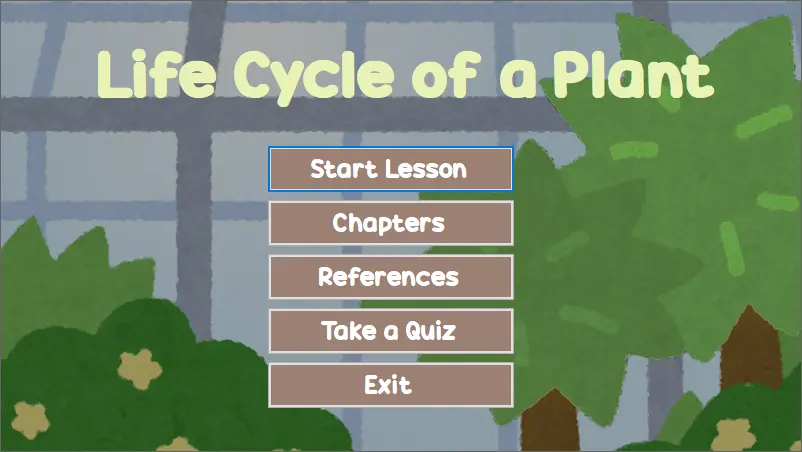 Life Cycle of a Plant
Start Lesson
Chapters
References
Take a Quiz
Exit